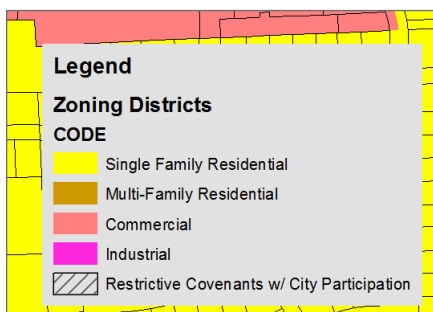 Legend
Zoning Districts
CODE
Single Family Residential
Multi-Family Residential
Commercial
Industrial
Restrictive Covenants w/ City Participation